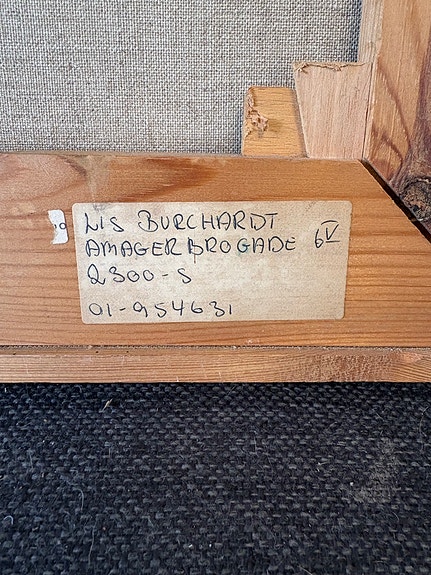 LIS BURCHARDT
AMAGERBROGADE 6V
2300-S
01-954631